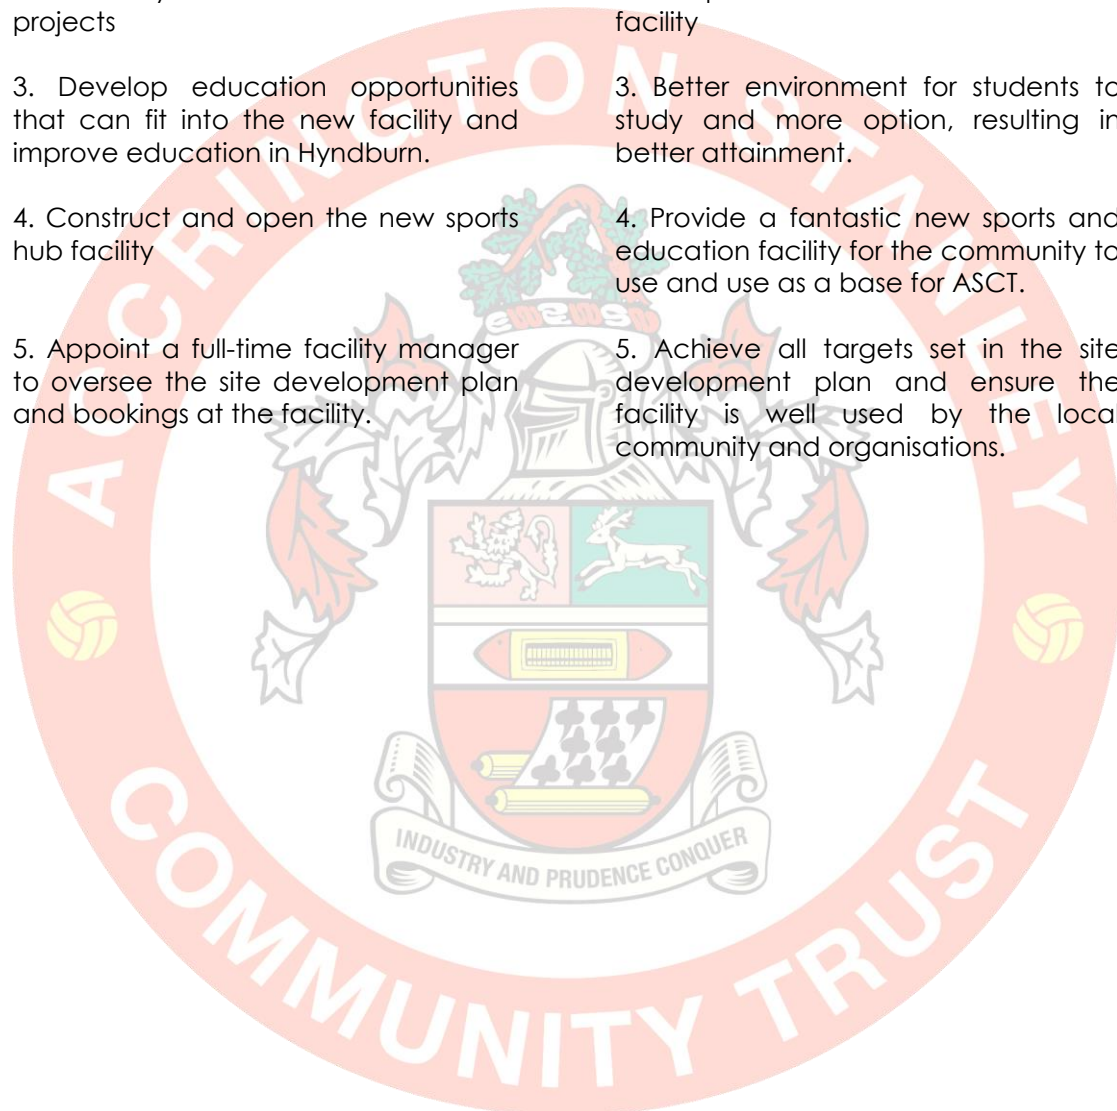 projects
3. Develop education opportunities
that can fit into the new facility and
improve education in Hyndburn.
4. Construct and open the new sports
hub facility
5. Appoint a full-time facility manager
to oversee the site development plan
and bookings at the facility.
facility
3. Better environment for students to
study and more option, resulting in
better attainment.
4. Provide a fantastic new sports and
education facility for the community to
use and use as a base for ASCT.
5. Achieve all targets set in the site
development plan and ensure the
facility is well used by the local
community and organisations.
ACCRINGTON STANLEY
COMMUNITY TRUST
INDUSTRY AND PRUDENCE CONQUER